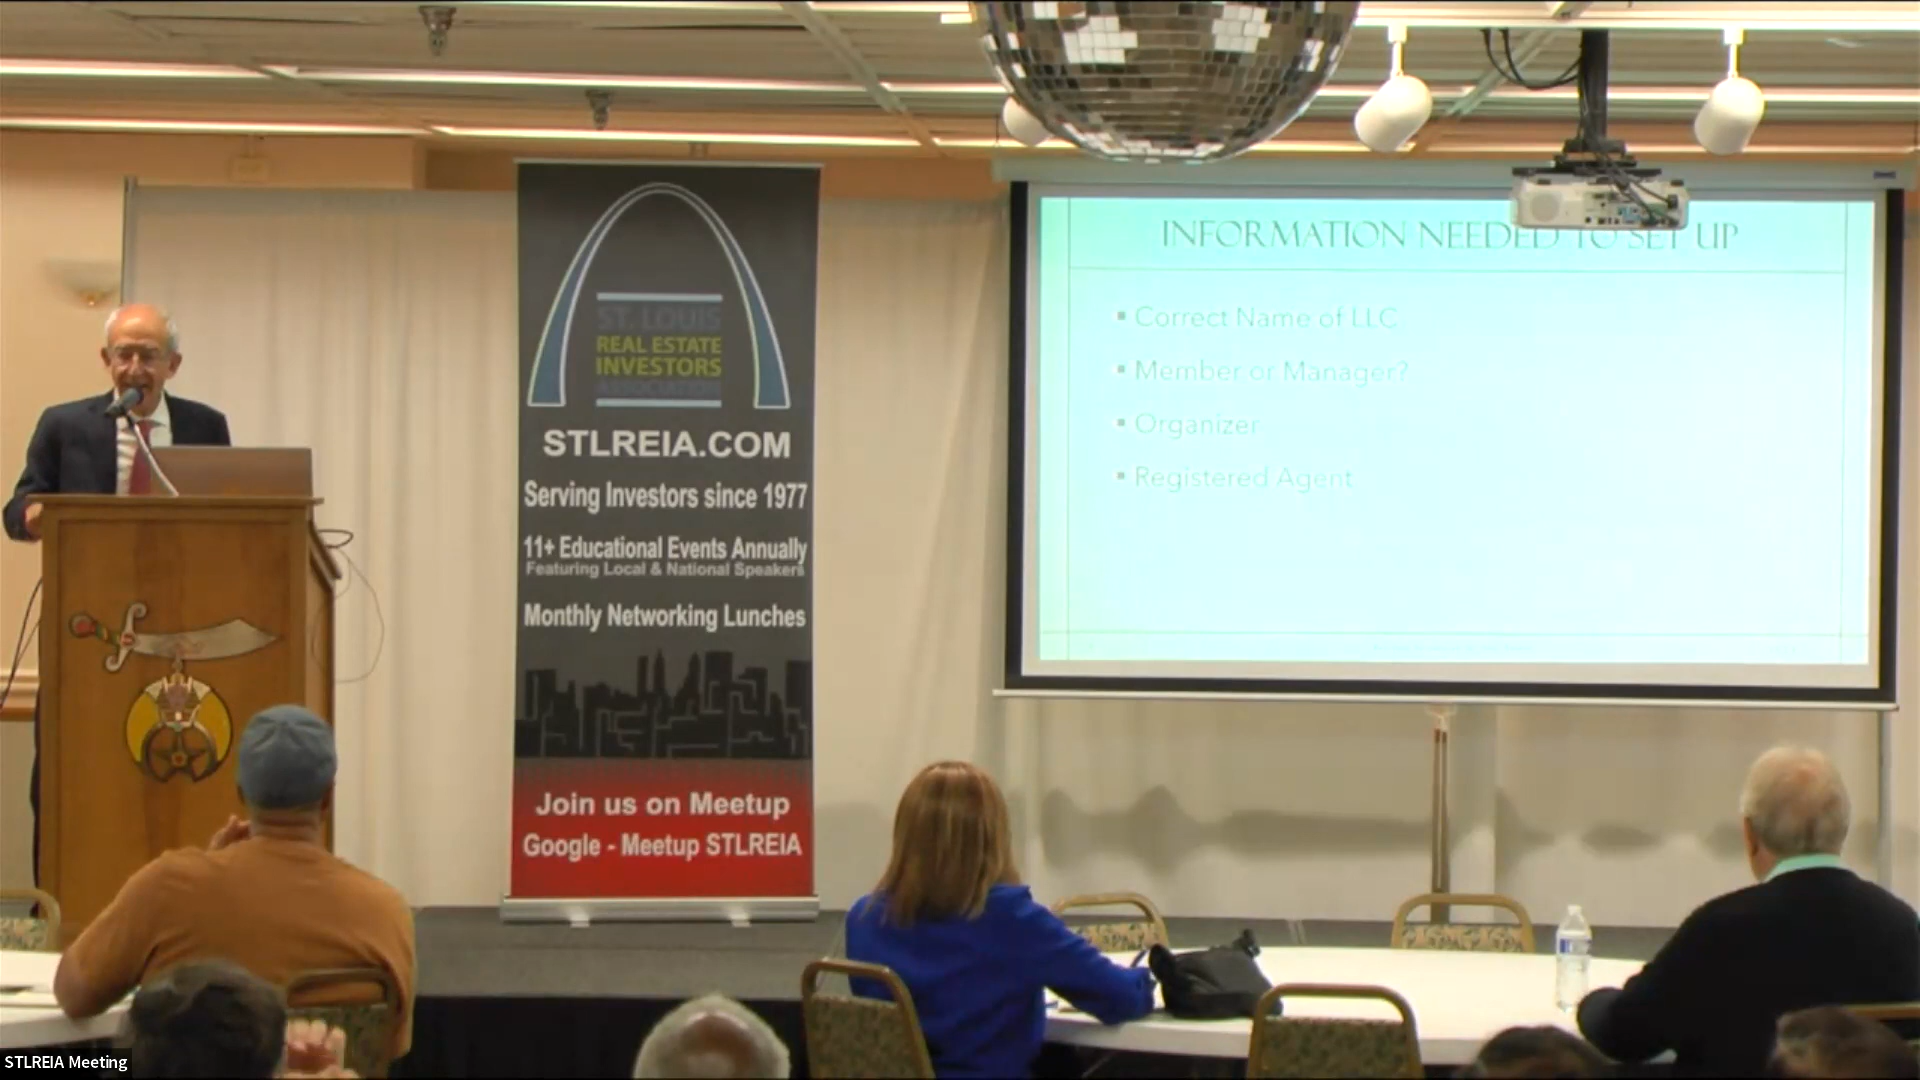 ST. LOUIS
REAL ESTATE
INVESTORS
ASSOCIATION
STLREIA.COM
Serving Investors since 1977
11+ Educational Events Annually
Featuring Local & National Speakers
Monthly Networking Lunches
Join us on Meetup
Google - Meetup STLREIA
INFORMATION NEEDED TO SET UP
▪ Correct Name of LLC
▪ Member or Manager?
▪ Organizer
▪ Registered Agent
STLREIA Meeting